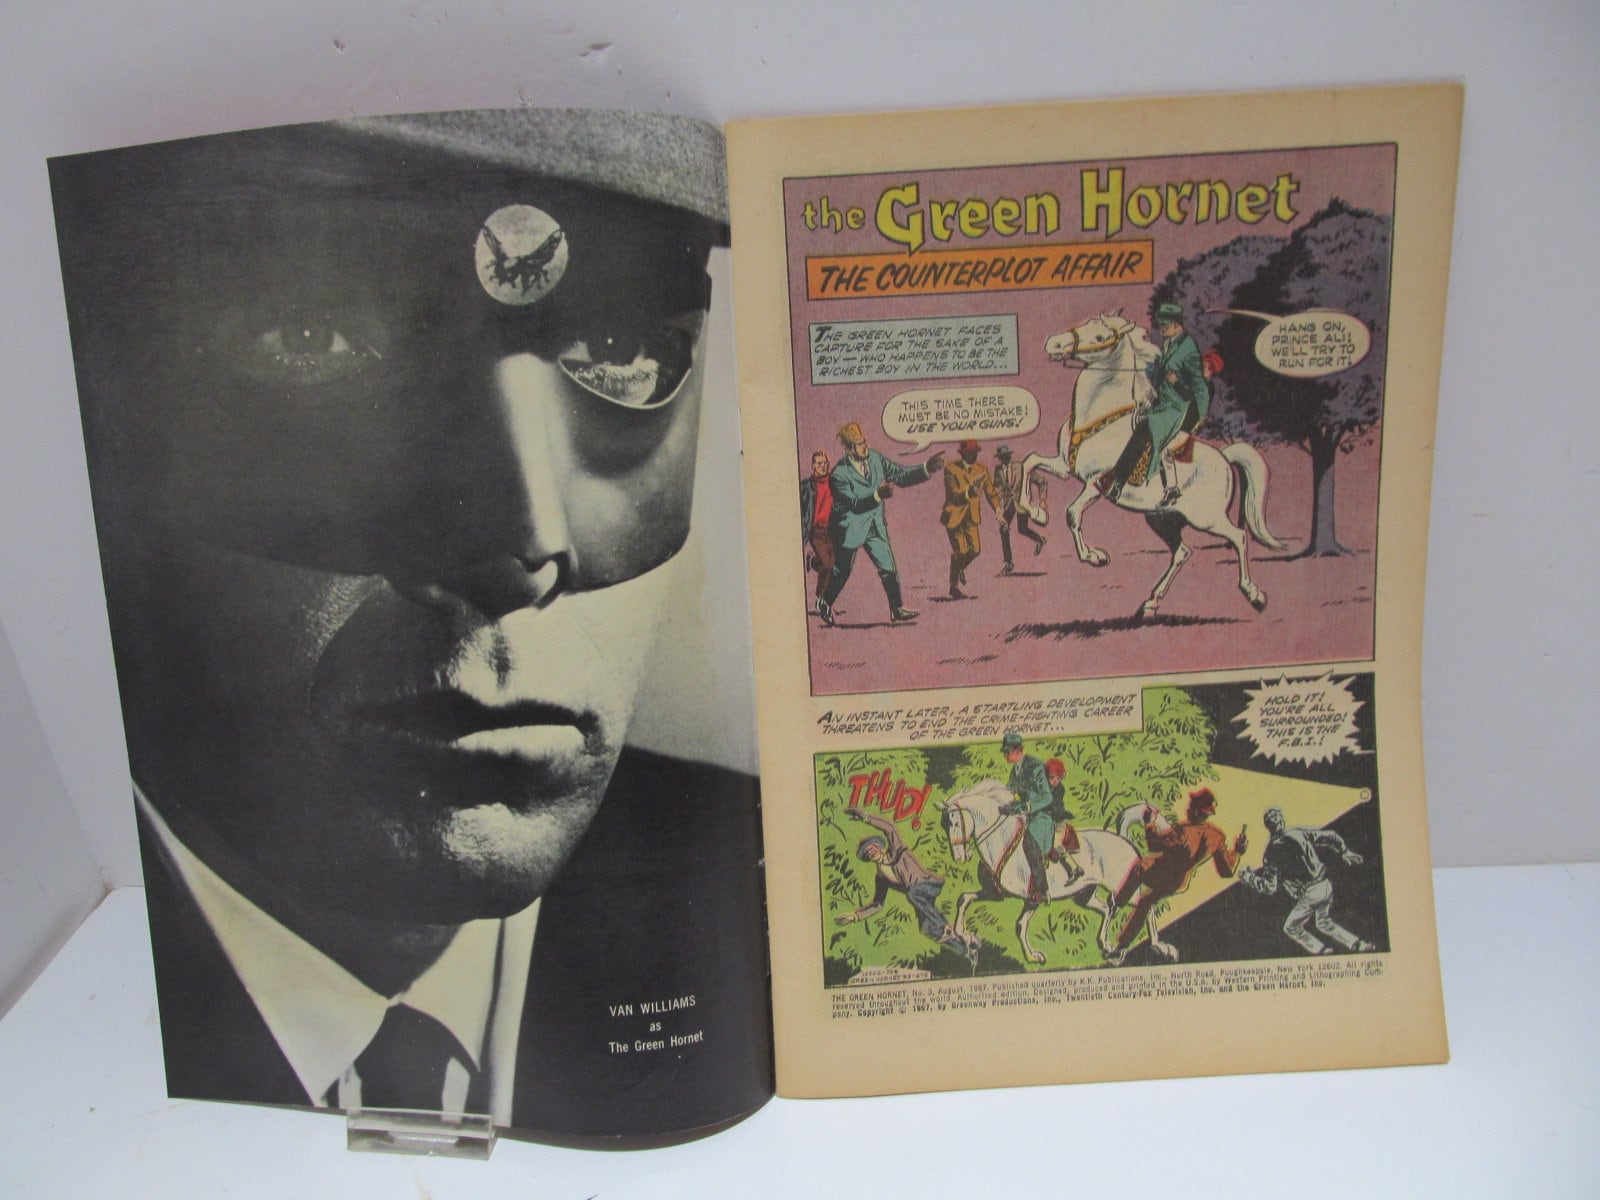 VAN WILLIAMS
as
The Green Hornet
the Green Hornet
THE COUNTERPLOT AFFAIR
THE GREEN HORNET FACES
CAPTURE FOR THE SAKE OF A
BOY — WHO HAPPENS TO BE THE
RICHEST BOY IN THE WORLD...
HANG ON,
PRINCE ALI!
WE'LL TRY TO
RUN FOR IT!
THIS TIME THERE
MUST BE NO MISTAKE!
USE YOUR GUNS!
AN INSTANT LATER, A STARTLING DEVELOPMENT
THREATENS TO END THE CRIME-FIGHTING CAREER
OF THE GREEN HORNET...
HOLD IT!
YOU'RE ALL
SURROUNDED!
THIS IS THE
F.B.I.!
THUD!
GREEN HORNET
THE GREEN HORNET, No. 3, August, 1967. Published quarterly by K.K. Publications, Inc., North Road, Poughkeepsie, New York 12602. All rights
reserved throughout the world. Authorized edition. Designed, produced and printed in the U.S.A. by Western Printing and Lithographing Com-
pany. Copyright © 1967, by Greenway Productions, Inc., Twentieth Century-Fox Television, Inc. and the Green Hornet, Inc.